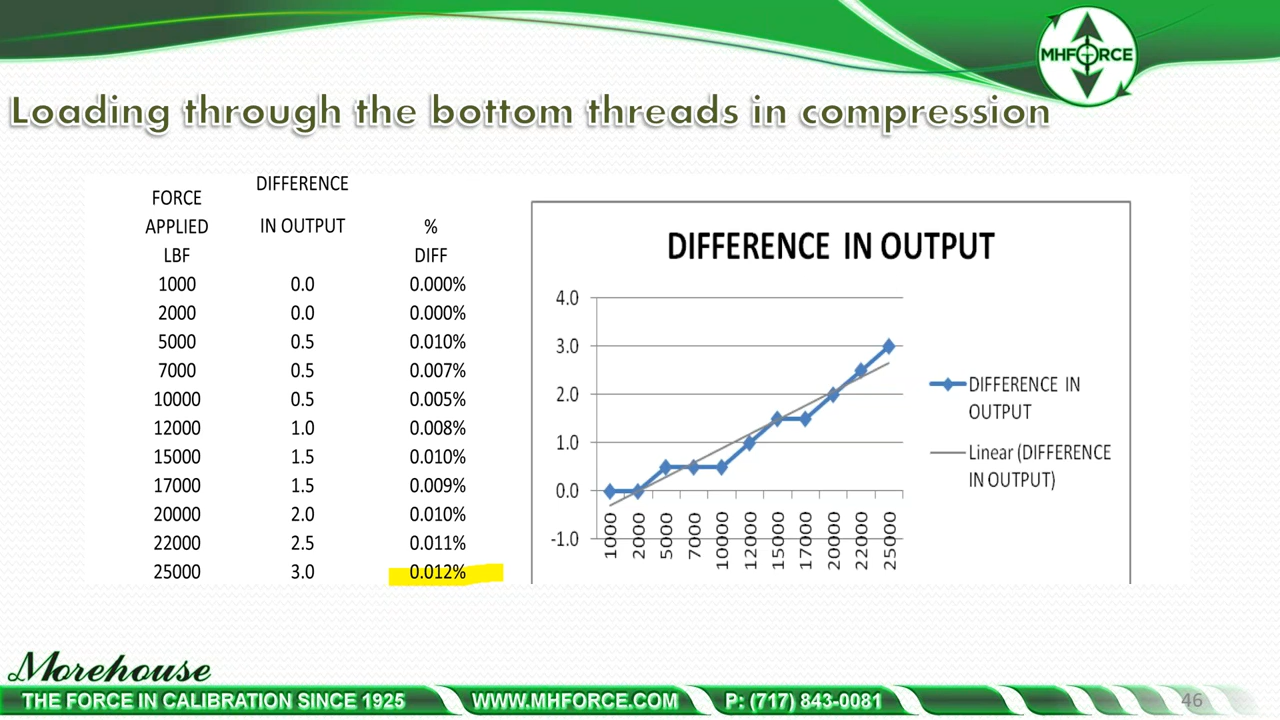 MHFORCE
Loading through the bottom threads in compression
FORCE
APPLIED
LBF
DIFFERENCE
IN OUTPUT
%
DIFF
1000 0.0 0.000%
2000 0.0 0.000%
5000 0.5 0.010%
7000 0.5 0.007%
10000 0.5 0.005%
12000 1.0 0.008%
15000 1.5 0.010%
17000 1.5 0.009%
20000 2.0 0.010%
22000 2.5 0.011%
25000 3.0 0.012%
DIFFERENCE IN OUTPUT
4.0
3.0
2.0
1.0
0.0
-1.0
1000
2000
5000
7000
10000
12000
15000
17000
20000
22000
25000
DIFFERENCE IN
OUTPUT
Linear (DIFFERENCE
IN OUTPUT)
Morehouse
THE FORCE IN CALIBRATION SINCE 1925 WWW.MHFORCE.COM P: (717) 843-0081 46